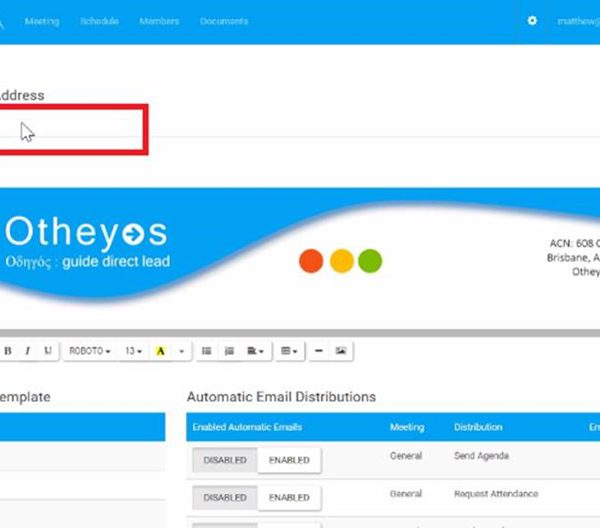 Meeting Schedule Members Documents matthew@
ddress
Otheyos
Οδηγός : guide direct lead
ACN: 608
Brisbane, A
Othey
B I U ROBOTO 13 A
emplate Automatic Email Distributions
Enabled Automatic Emails Meeting Distribution En
DISABLED ENABLED General Send Agenda
DISABLED ENABLED General Request Attendance